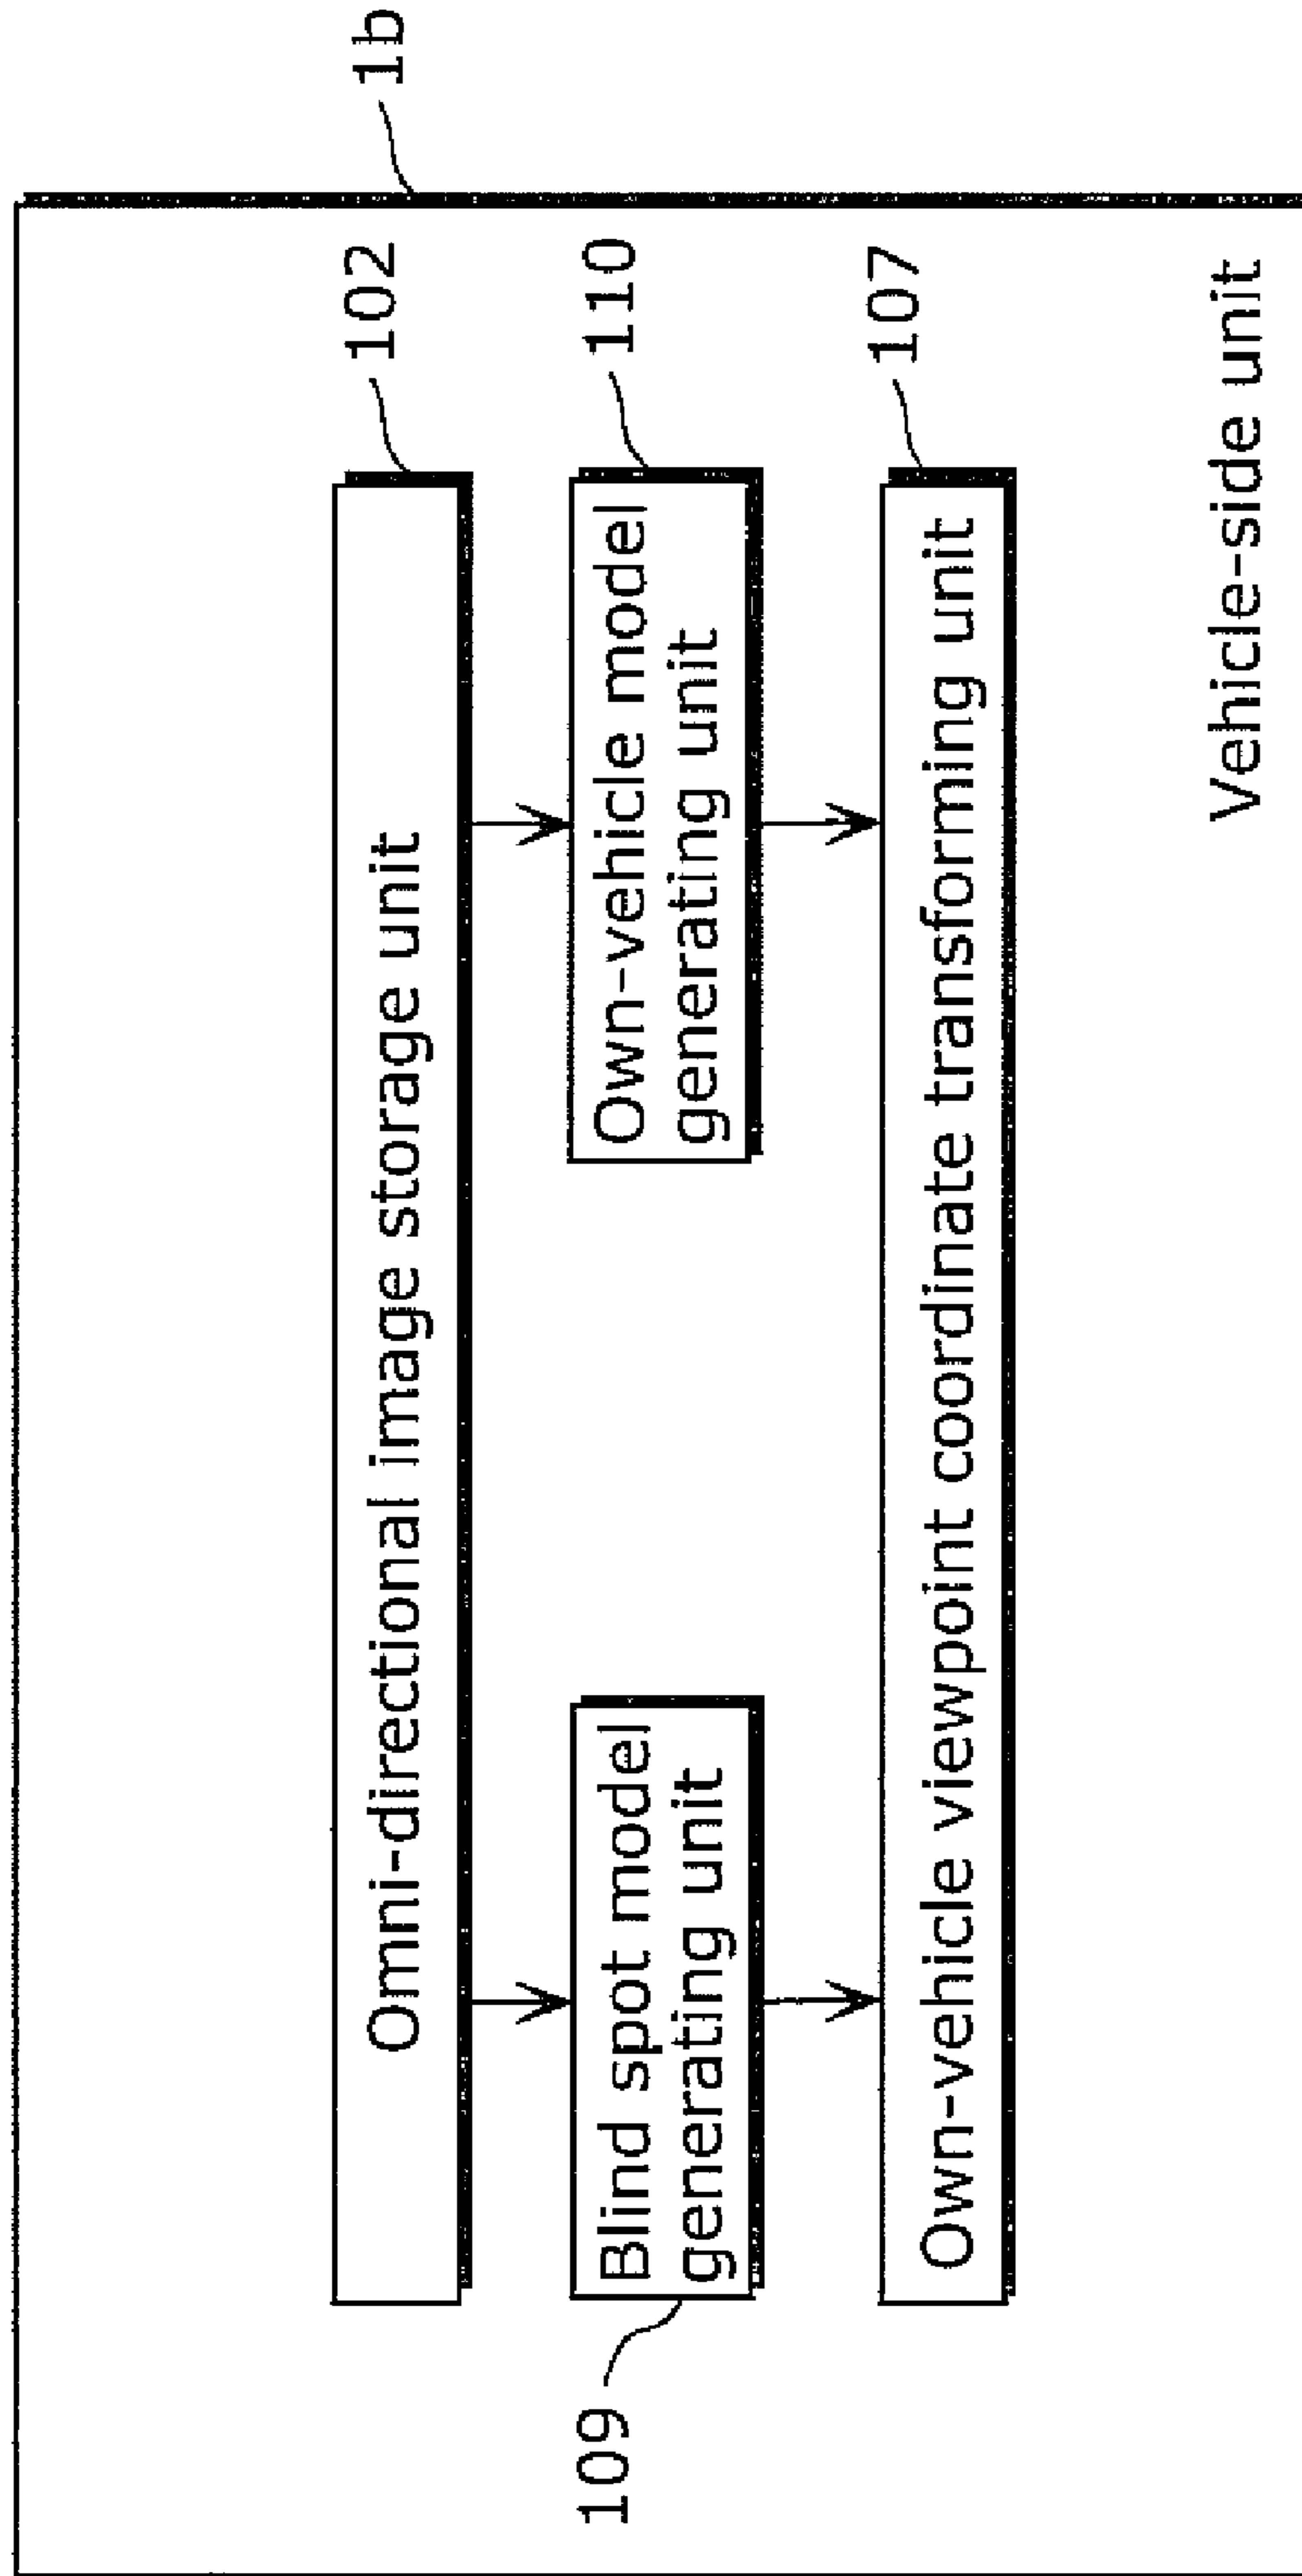 1b
102
Omni-directional image storage unit
110
Blind spot model
generating unit
Own-vehicle model
generating unit
109
107
Own-vehicle viewpoint coordinate transforming unit
Vehicle-side unit